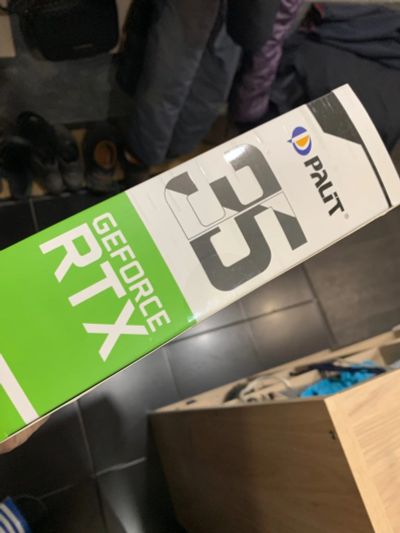 GEFORCE
RTX
35
PALIT